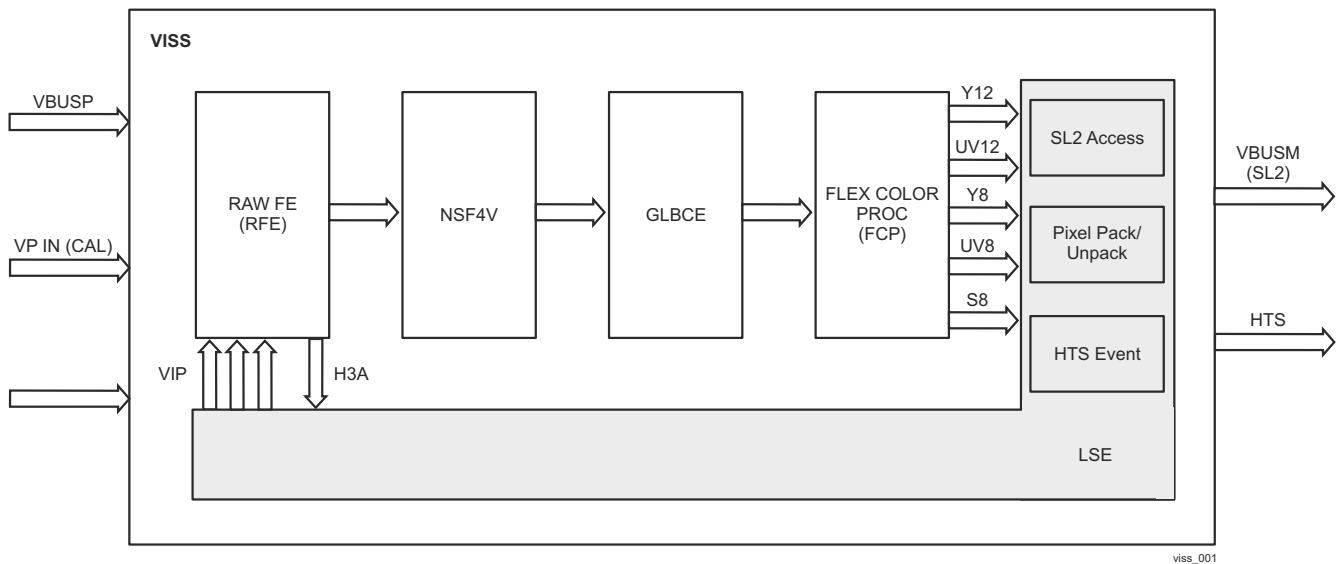 VISS
VBUSP
VP IN (CAL)
RAW FE
(RFE)
NSF4V
GLBCE
FLEX COLOR
PROC
(FCP)
Y12
UV12
Y8
UV8
S8
SL2 Access
Pixel Pack/
Unpack
HTS Event
VBUSM
(SL2)
HTS
VIP
H3A
LSE
viss_001